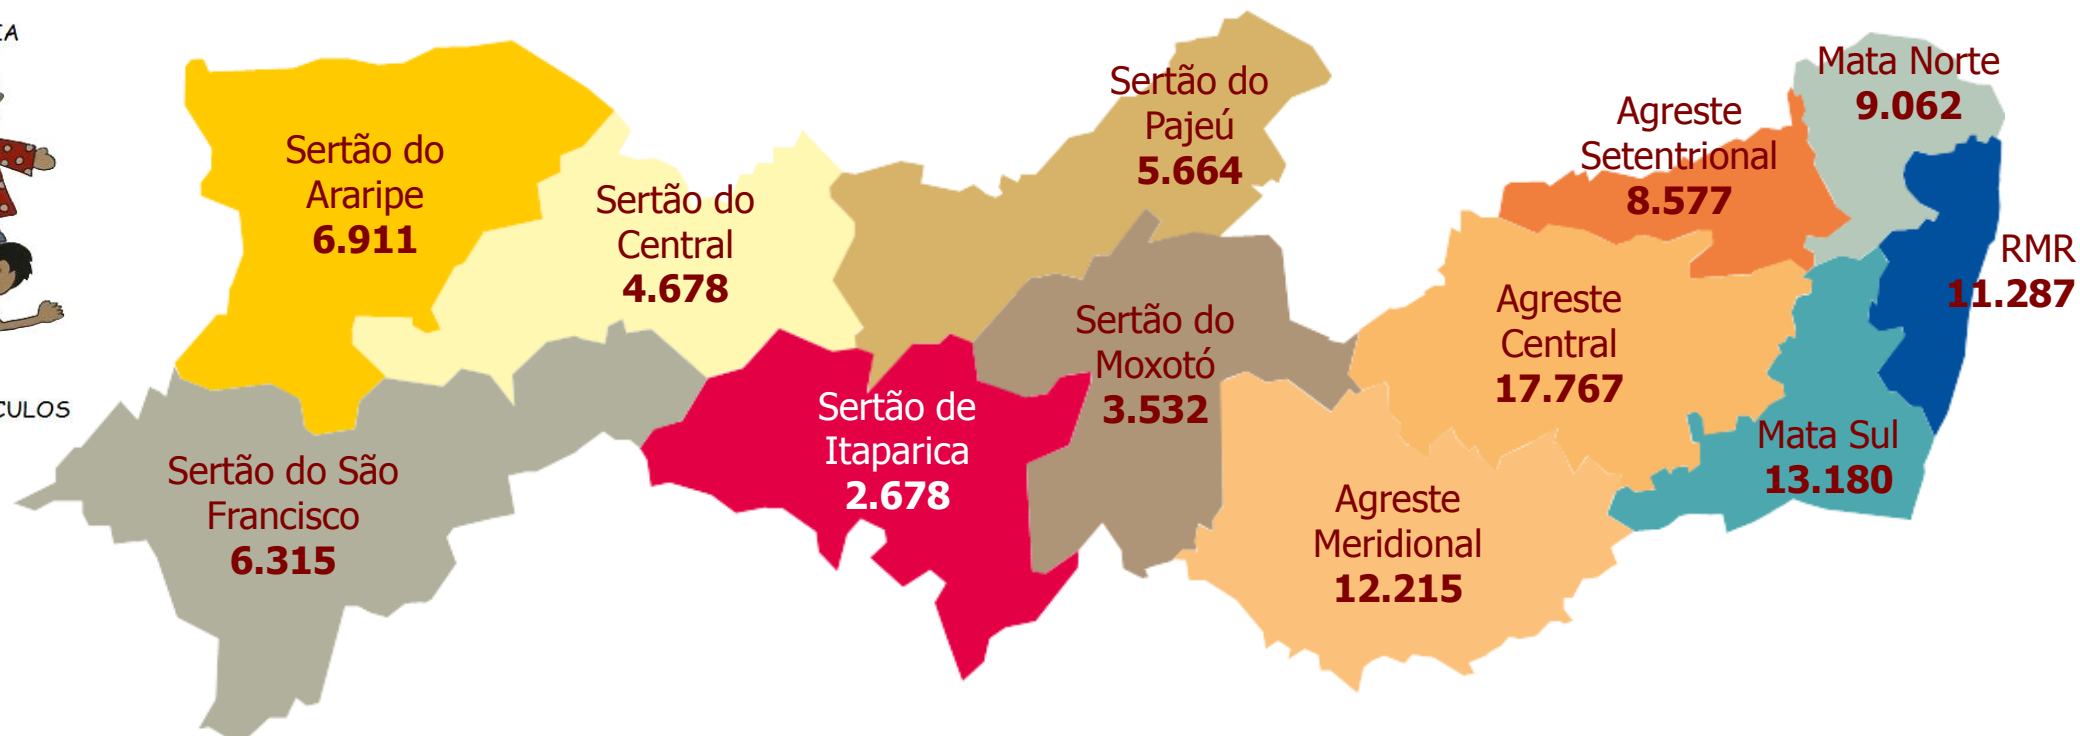 Sertão do
Araripe
6.911
Sertão do
Central
4.678
Sertão do
Pajeú
5.664
Agreste
Setentrional
8.577
Mata Norte
9.062
RMR
11.287
Sertão do São
Francisco
6.315
Sertão de
Itaparica
2.678
Sertão do
Moxotó
3.532
Agreste
Central
17.767
Agreste
Meridional
12.215
Mata Sul
13.180